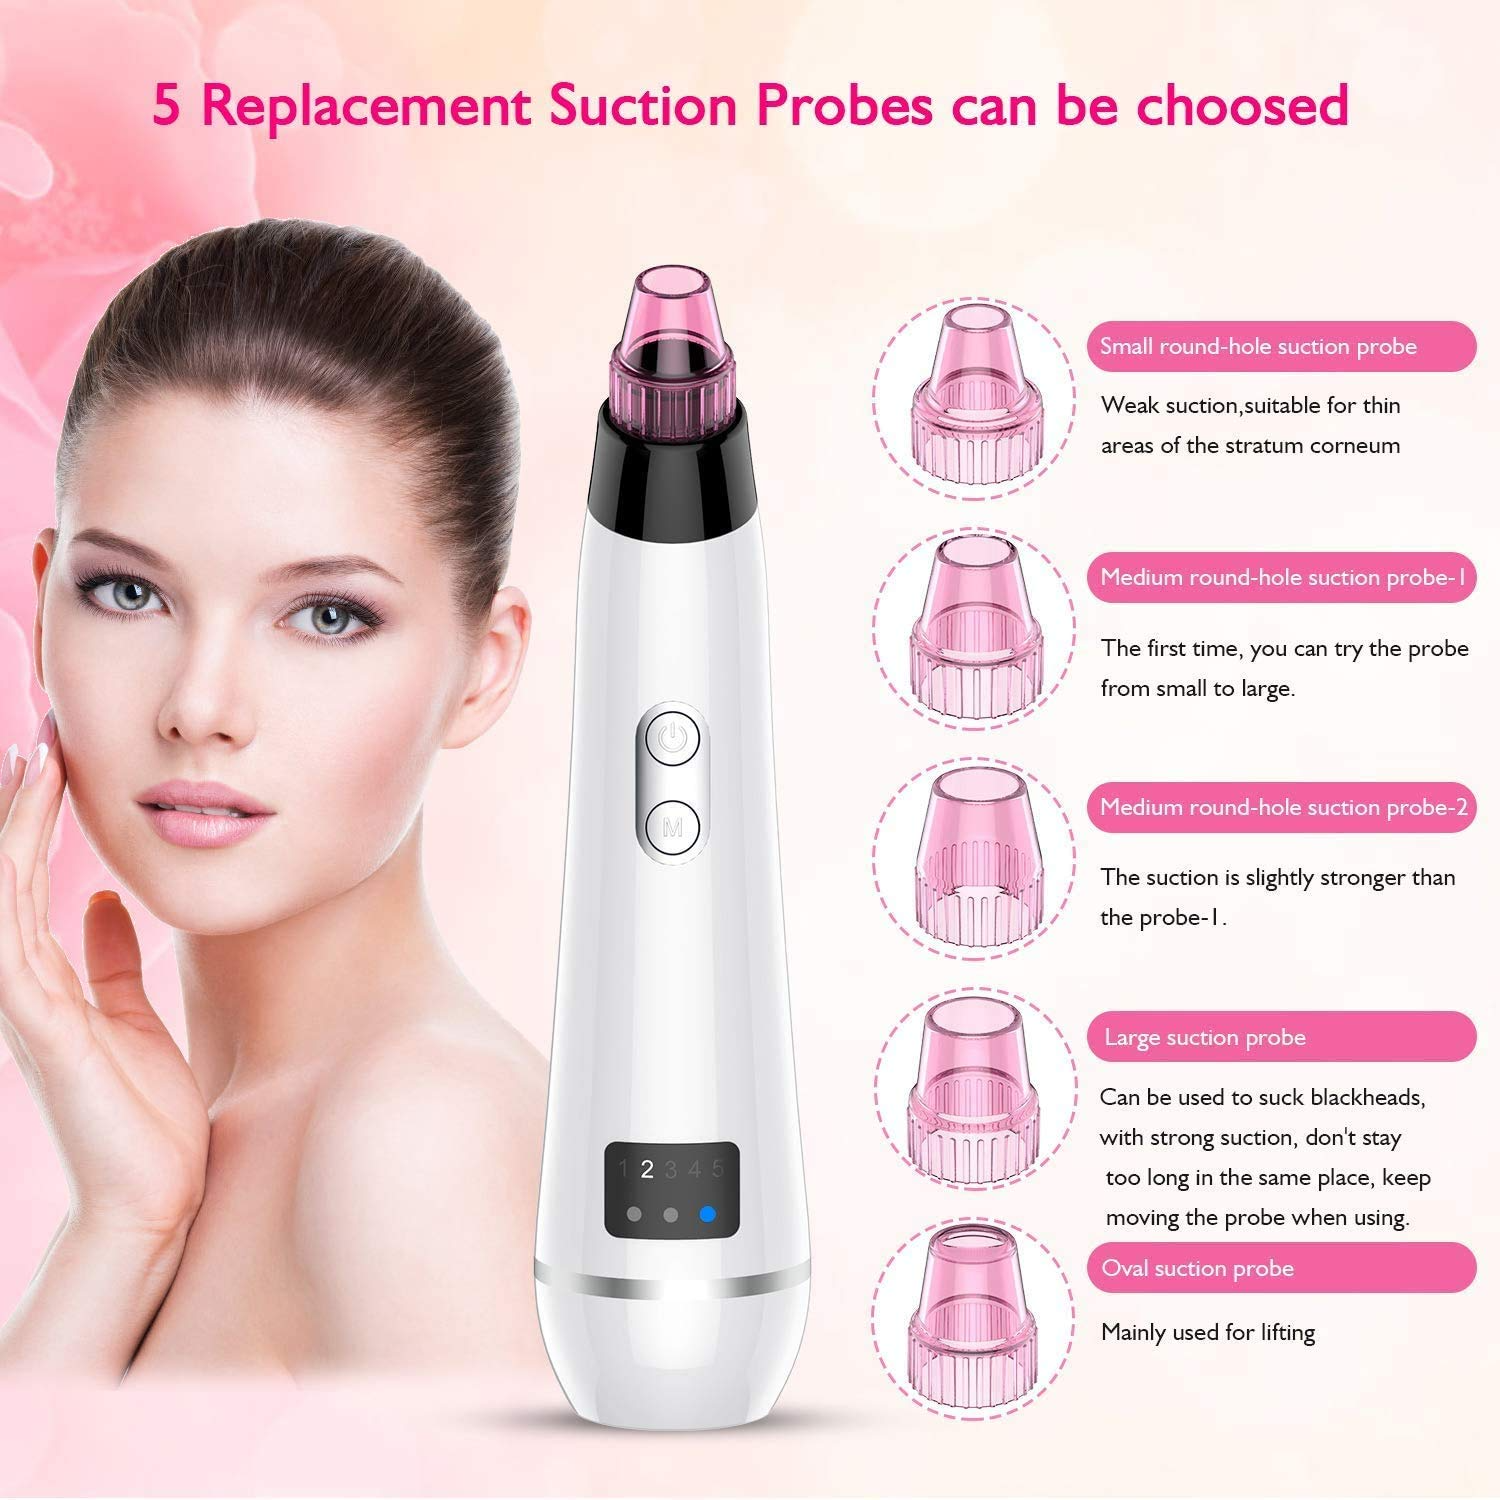 5 Replacement Suction Probes can be choosed
Small round-hole suction probe
Weak suction,suitable for thin
areas of the stratum corneum
Medium round-hole suction probe-1
The first time, you can try the probe
from small to large.
Medium round-hole suction probe-2
The suction is slightly stronger than
the probe-1.
Large suction probe
Can be used to suck blackheads,
with strong suction, don't stay
too long in the same place, keep
moving the probe when using.
Oval suction probe
Mainly used for lifting
M
1 2 3 4 5